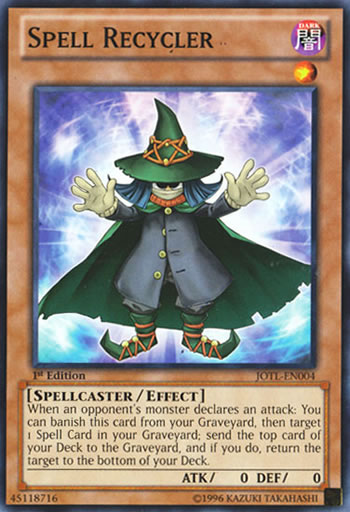 SPELL RECYCLER
DARK
闇
1st Edition
JOTL-EN004
[SPELLCASTER / EFFECT]
When an opponent's monster declares an attack: You
can banish this card from your Graveyard, then target
1 Spell Card in your Graveyard; send the top card of
your Deck to the Graveyard, and if you do, return the
target to the bottom of your Deck.
ATK/ 0 DEF/ 0
45118716
©1996 KAZUKI TAKAHASHI